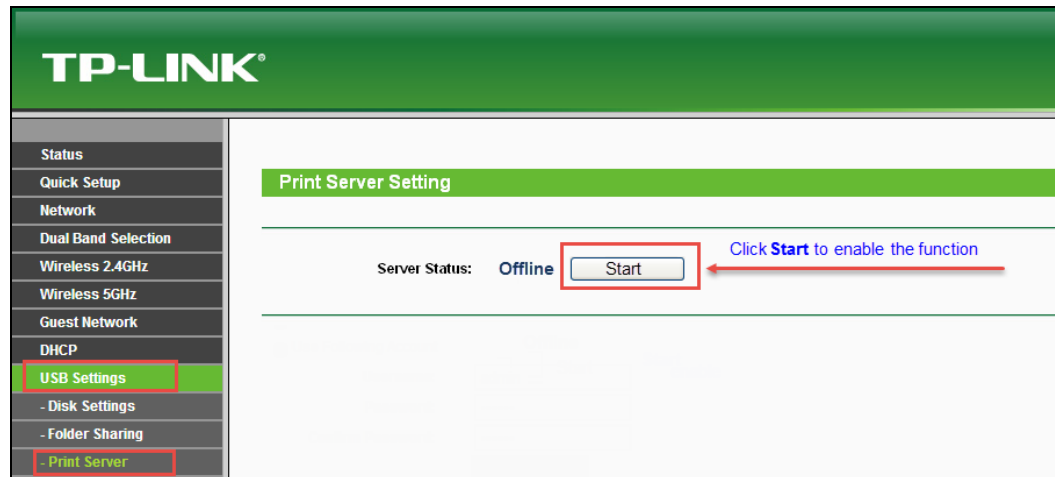 TP-LINK®
Status
Quick Setup
Network
Dual Band Selection
Wireless 2.4GHz
Wireless 5GHz
Guest Network
DHCP
USB Settings
- Disk Settings
- Folder Sharing
- Print Server
Print Server Setting
Server Status: Offline Start
Click Start to enable the function